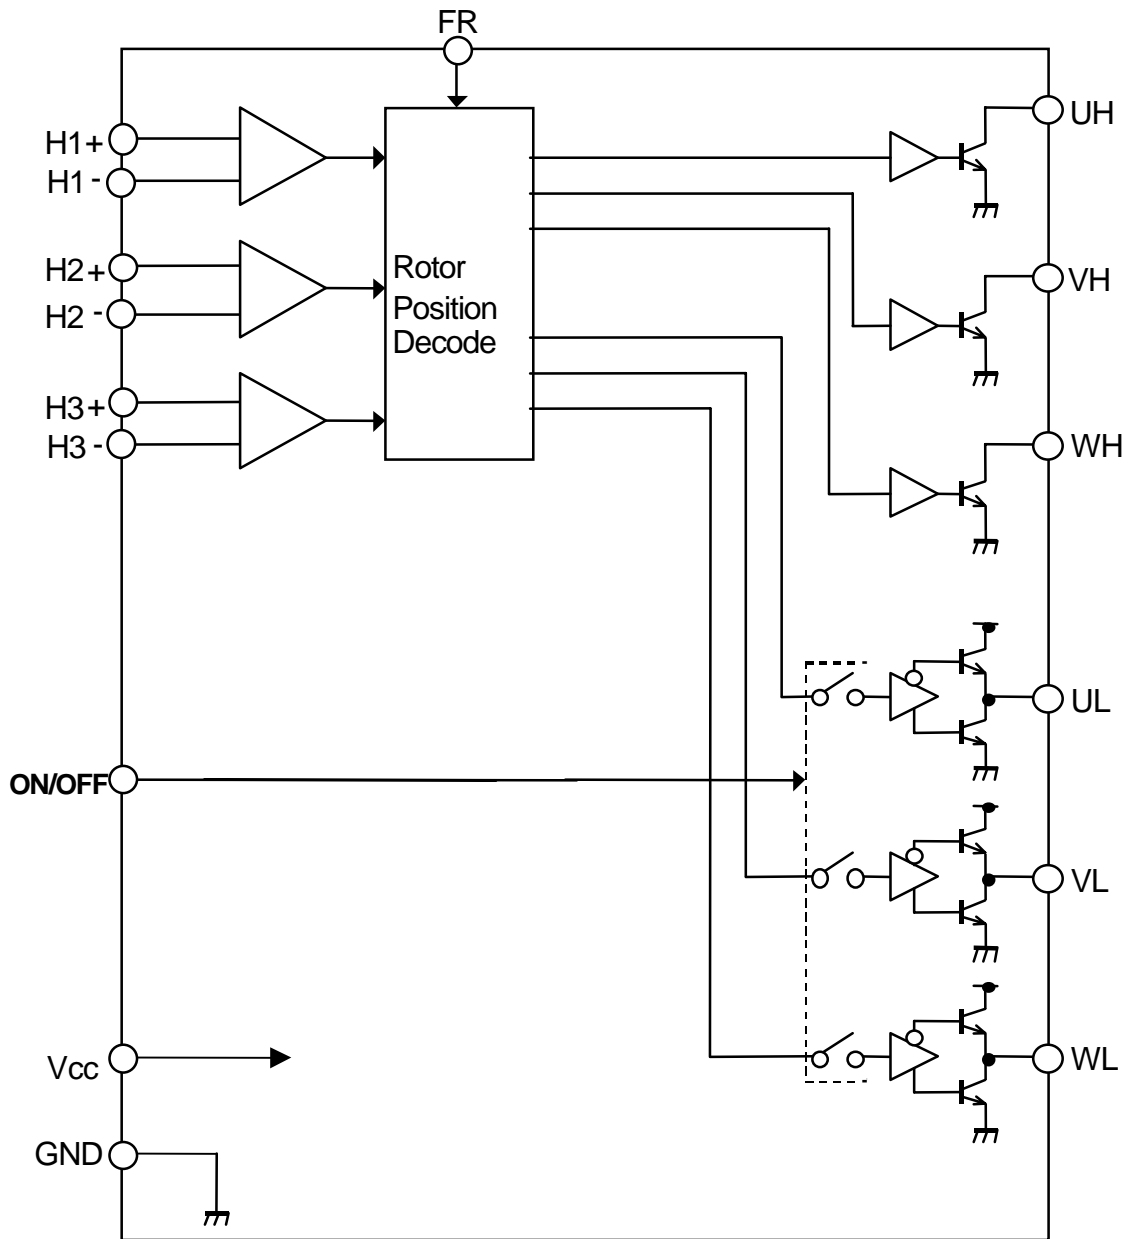 FR
H1+
H1 -
H2+
H2 -
H3+
H3 -
Rotor
Position
Decode
UH
VH
WH
UL
ON/OFF
VL
Vcc
WL
GND